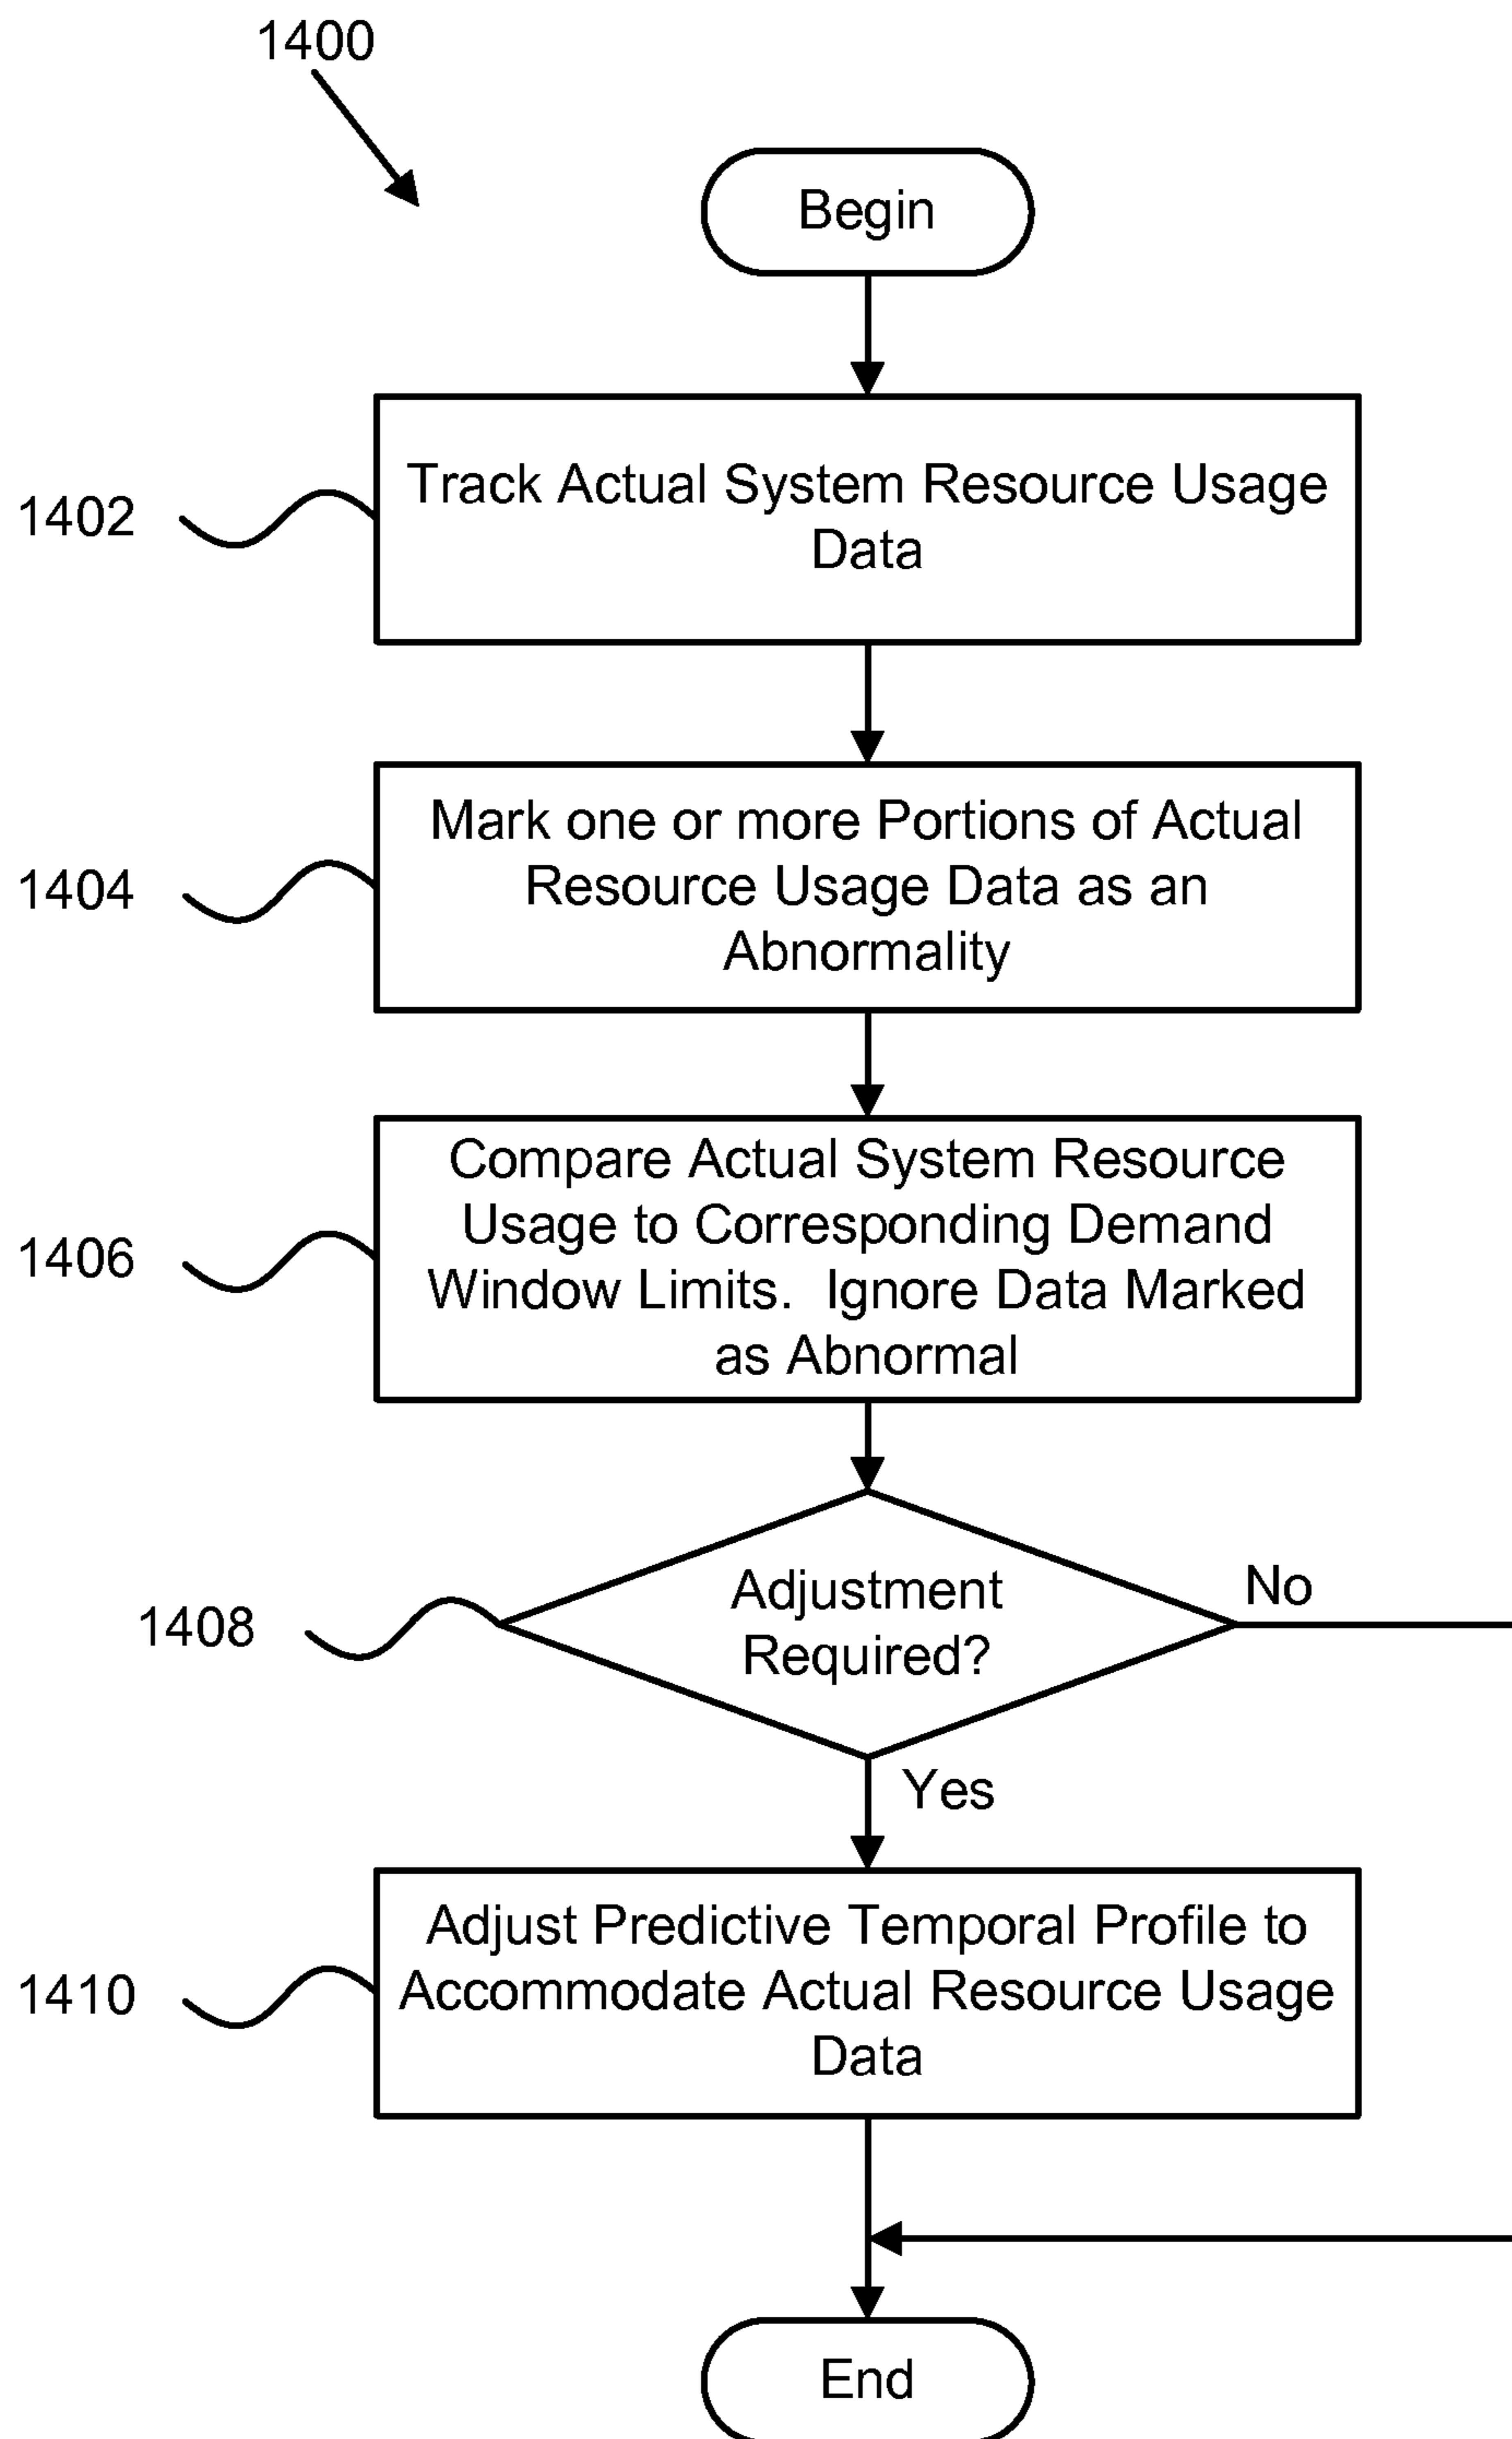 1400
Begin
1402
Track Actual System Resource Usage
Data
1404
Mark one or more Portions of Actual
Resource Usage Data as an
Abnormality
1406
Compare Actual System Resource
Usage to Corresponding Demand
Window Limits.  Ignore Data Marked
as Abnormal
1408
Adjustment
Required?
No
Yes
1410
Adjust Predictive Temporal Profile to
Accommodate Actual Resource Usage
Data
End